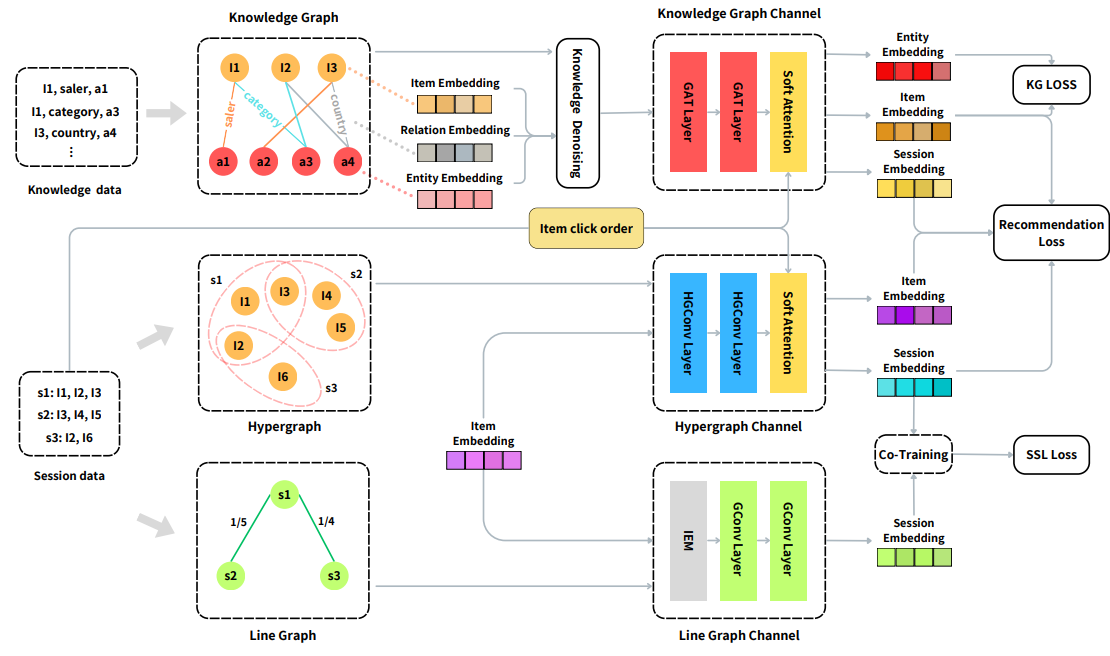 Knowledge Graph
Knowledge Graph Channel
I1, saler, a1
I1, category, a3
I3, country, a4
⋮
Knowledge data
I1
I2
I3
saler
category
country
a1
a2
a3
a4
Item Embedding
Relation Embedding
Entity Embedding
Knowledge Denoising
GAT Layer
GAT Layer
Soft Attention
Entity
Embedding
Item
Embedding
Session
Embedding
KG LOSS
Item click order
Recommendation
Loss
s1
s2
I1
I3
I4
I5
I2
I6
s3
Hypergraph
HGConv Layer
HGConv Layer
Soft Attention
Hypergraph Channel
Item
Embedding
Session
Embedding
s1: I1, I2, I3
s2: I3, I4, I5
s3: I2, I6
Session data
Item
Embedding
Co-Training
SSL Loss
s1
1/5
1/4
s2
s3
Line Graph
IEM
GConv Layer
GConv Layer
Line Graph Channel
Session
Embedding